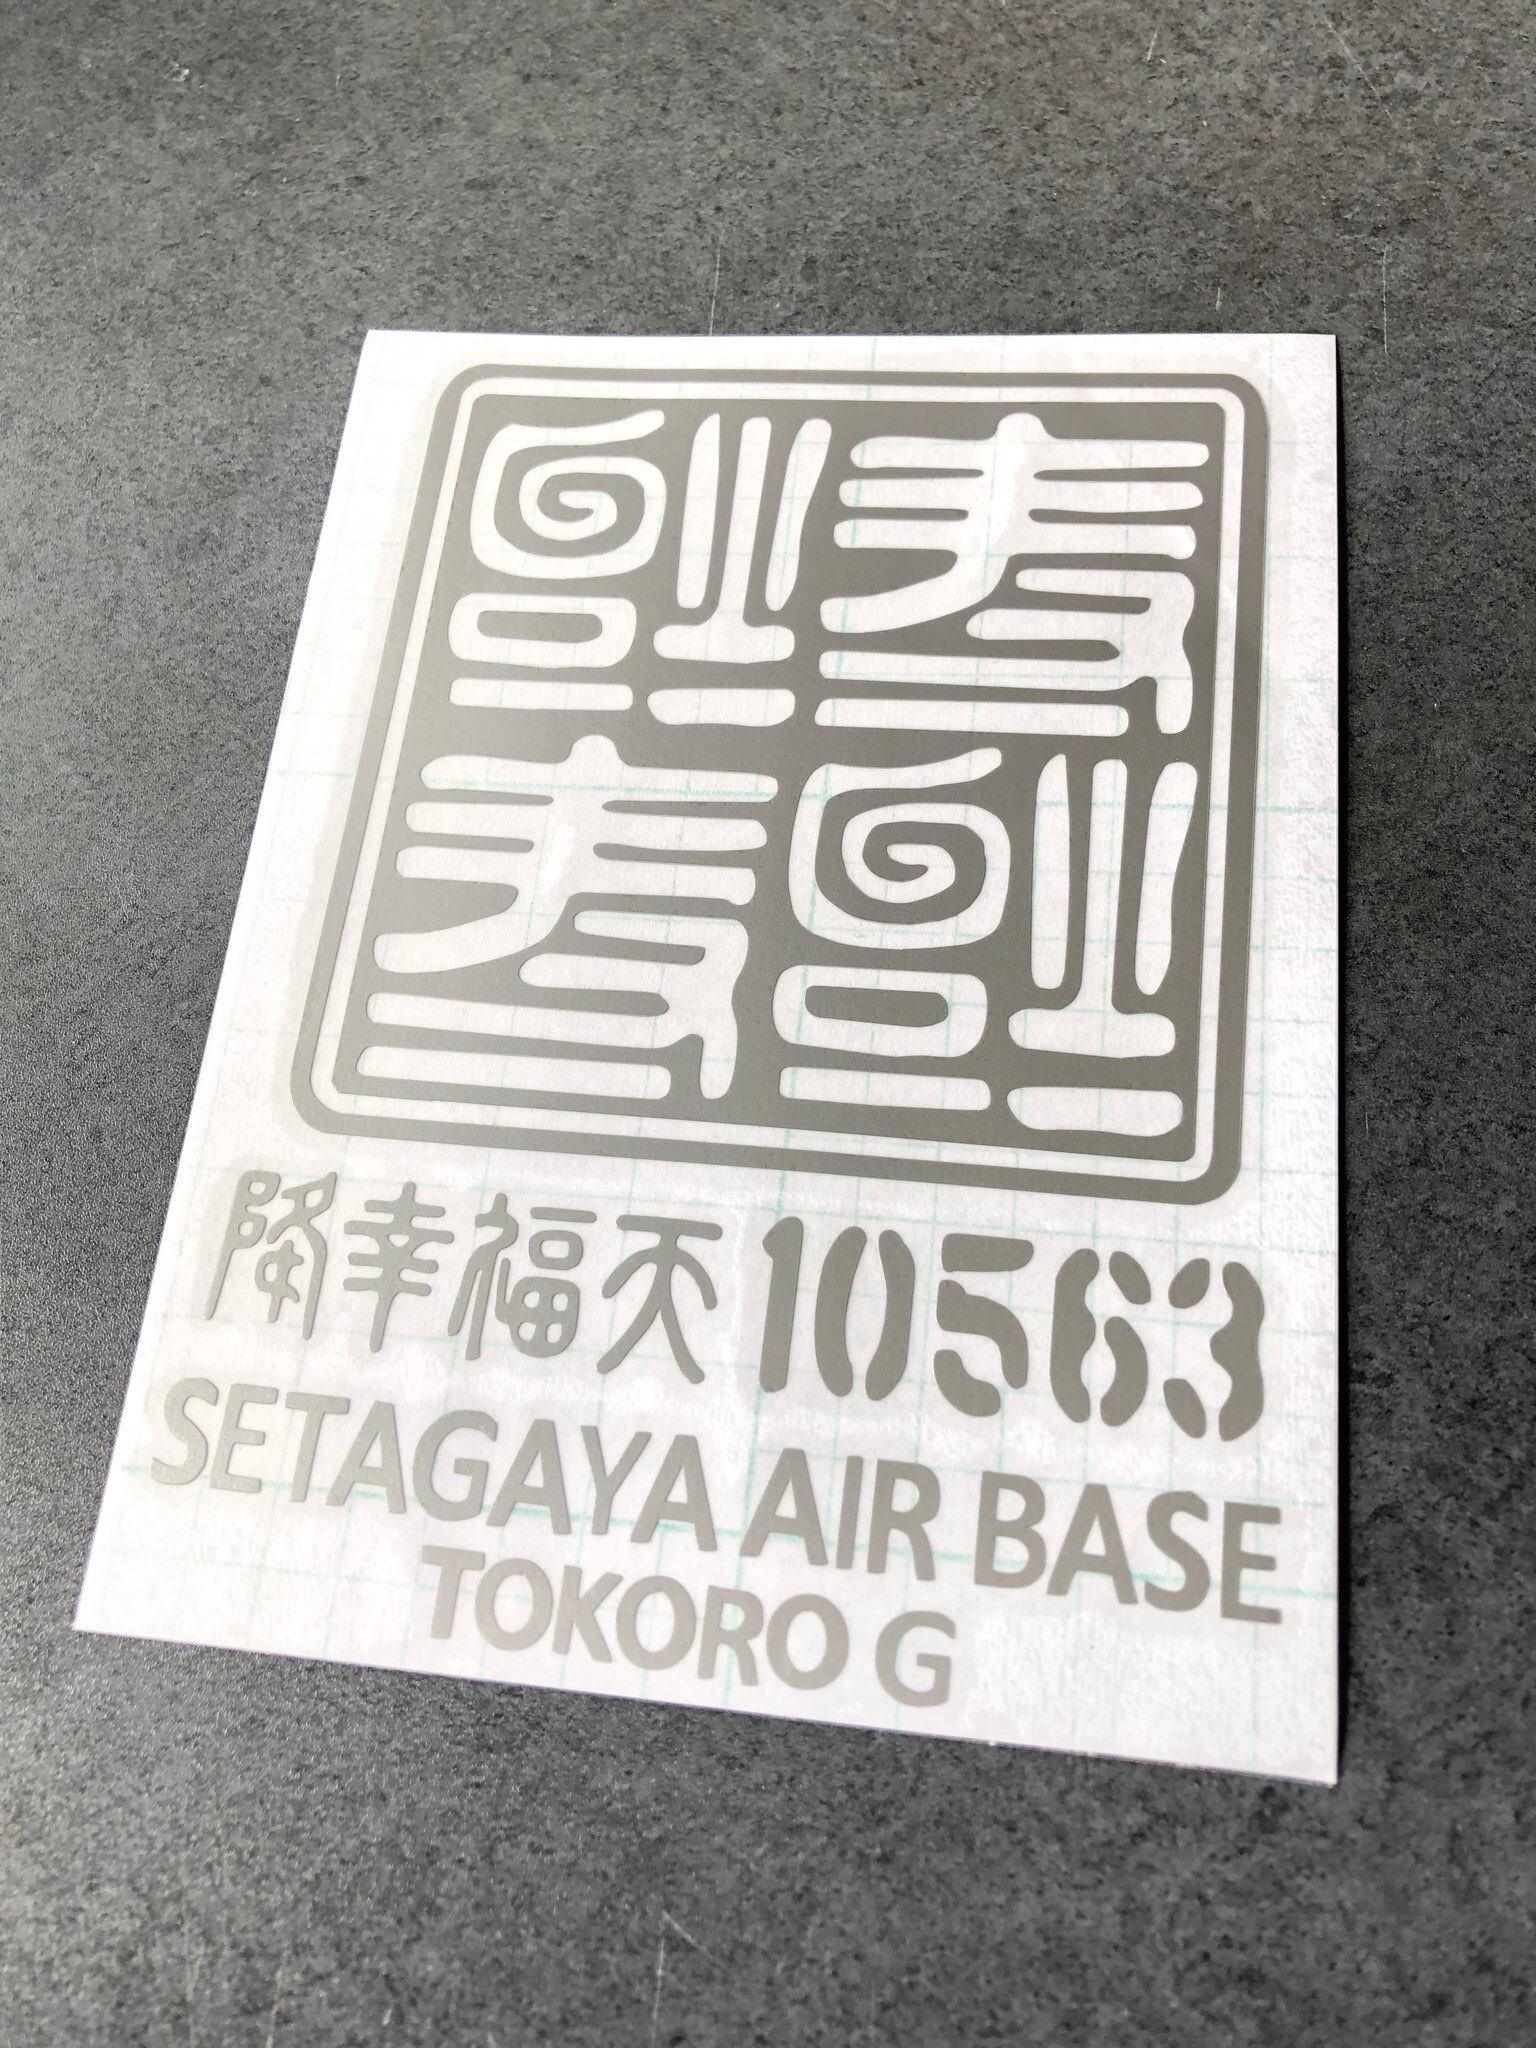 降幸福天 10563
SETAGAYA AIR BASE
TOKORO G